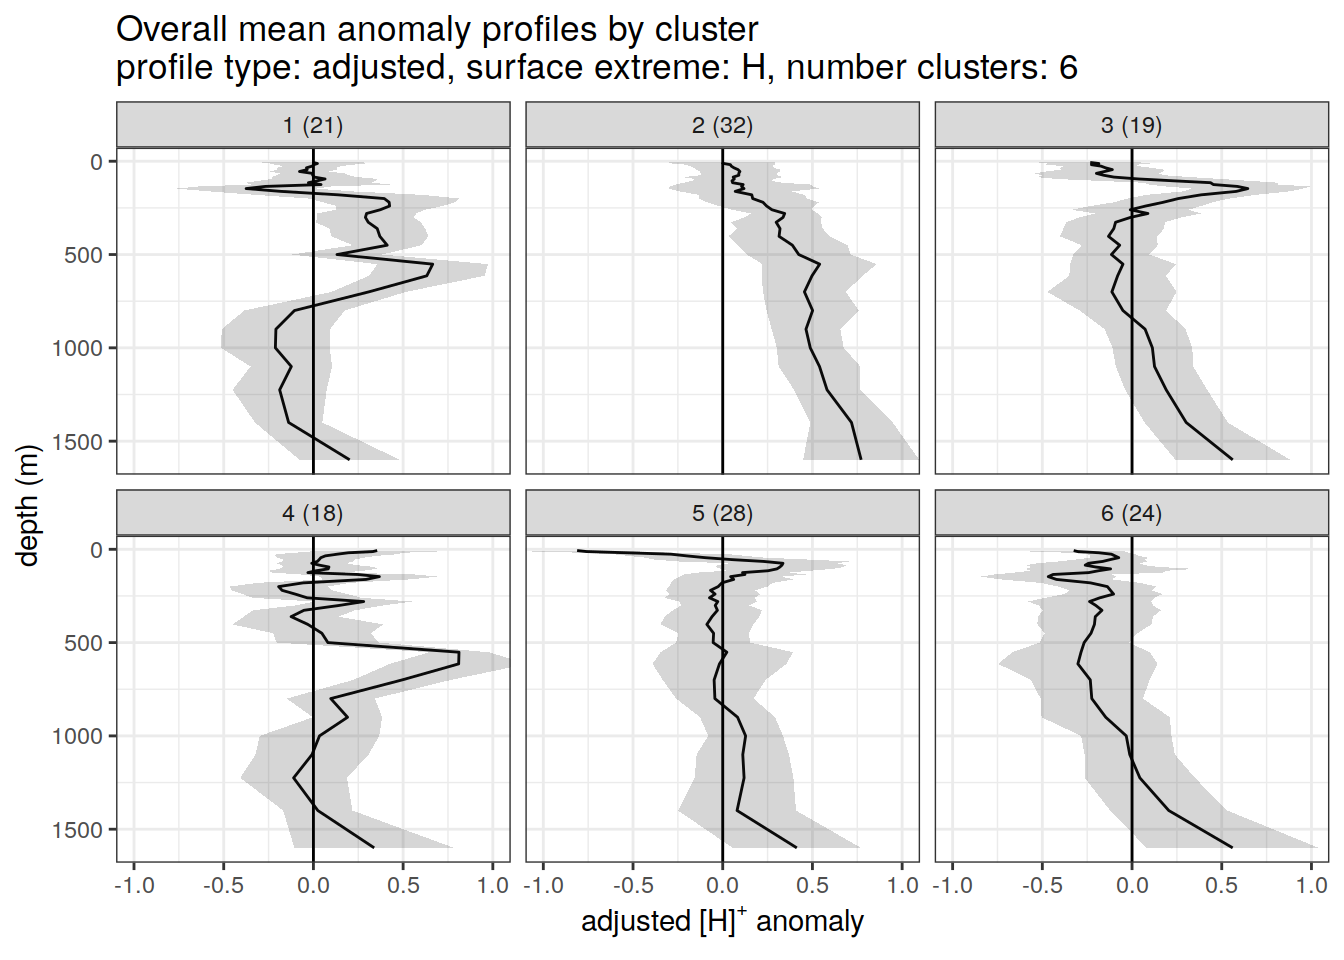 Overall mean anomaly profiles by cluster
profile type: adjusted, surface extreme: H, number clusters: 6
1 (21)
2 (32)
3 (19)
0
500
1000
1500
4 (18)
5 (28)
6 (24)
0
500
1000
1500
-1.0 -0.5 0.0 0.5 1.0
-1.0 -0.5 0.0 0.5 1.0
-1.0 -0.5 0.0 0.5 1.0
depth (m)
adjusted [H]⁺ anomaly